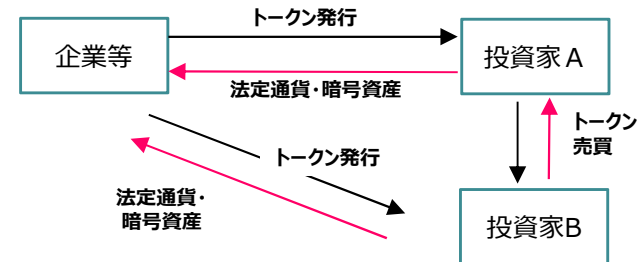 トークン発行
企業等
投資家A
法定通貨・暗号資産
トークン
売買
トークン発行
法定通貨・
暗号資産
投資家B